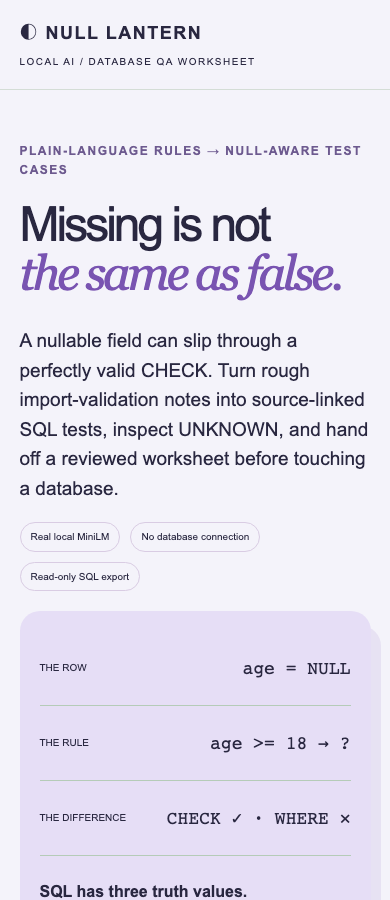 ◐ NULL LANTERN
LOCAL AI / DATABASE QA WORKSHEET
PLAIN-LANGUAGE RULES → NULL-AWARE TEST
CASES
Missing is not
the same as false.
A nullable field can slip through a
perfectly valid CHECK. Turn rough
import-validation notes into source-linked
SQL tests, inspect UNKNOWN, and hand
off a reviewed worksheet before touching
a database.
Real local MiniLM
No database connection
Read-only SQL export
THE ROW
age = NULL
THE RULE
age >= 18 → ?
THE DIFFERENCE
CHECK ✓ · WHERE ×
SQL has three truth values.